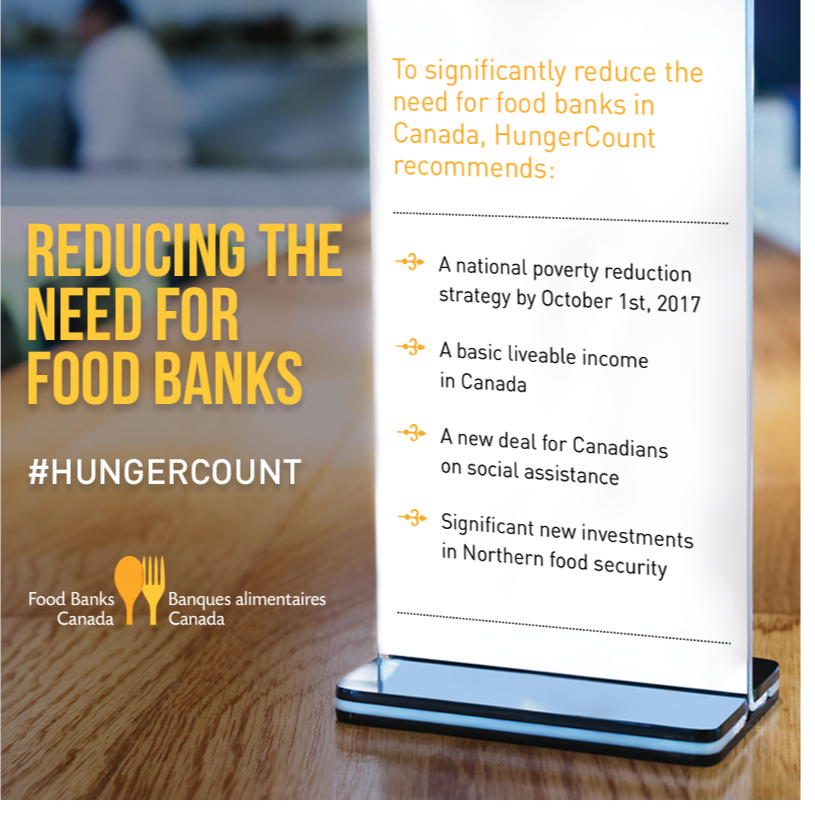 REDUCING THE
NEED FOR
FOOD BANKS
#HUNGERCOUNT
Food Banks
Canada
Banques alimentaires
Canada
To significantly reduce the
need for food banks in
Canada, HungerCount
recommends:
A national poverty reduction
strategy by October 1st, 2017
A basic liveable income
in Canada
A new deal for Canadians
on social assistance
Significant new investments
in Northern food security